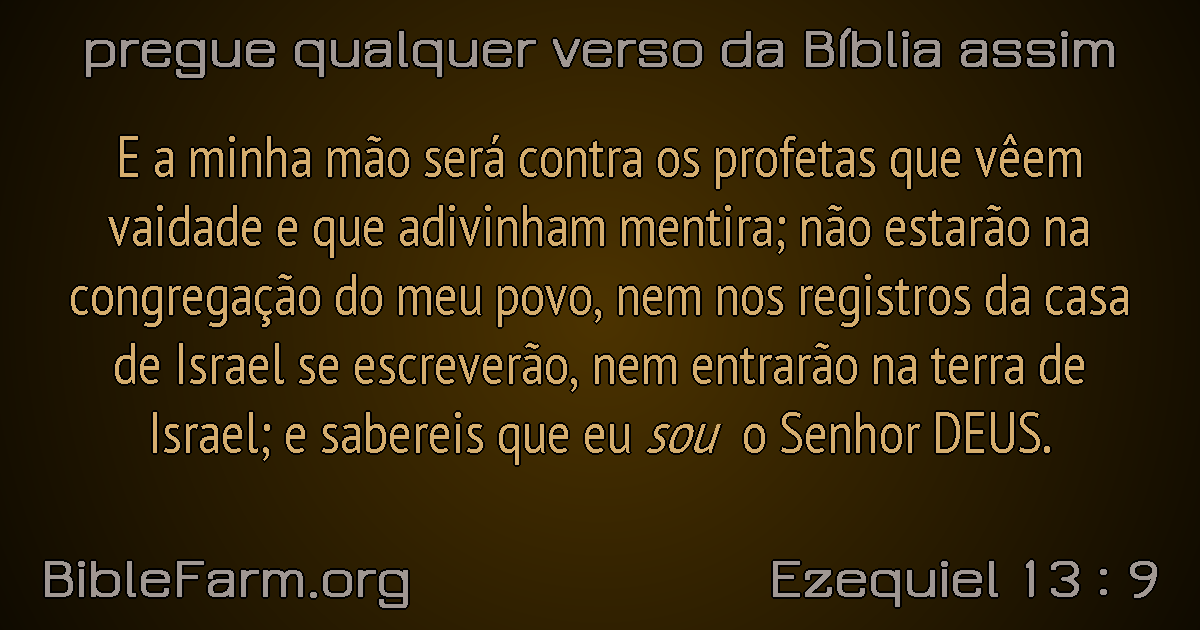 pregue qualquer verso da Bíblia assim
E a minha mão será contra os profetas que vêem
vaidade e que adivinham mentira; não estarão na
congregação do meu povo, nem nos registros da casa
de Israel se escreverão, nem entrarão na terra de
Israel; e sabereis que eu sou o Senhor DEUS.
BibleFarm.org
Ezequiel 13 : 9